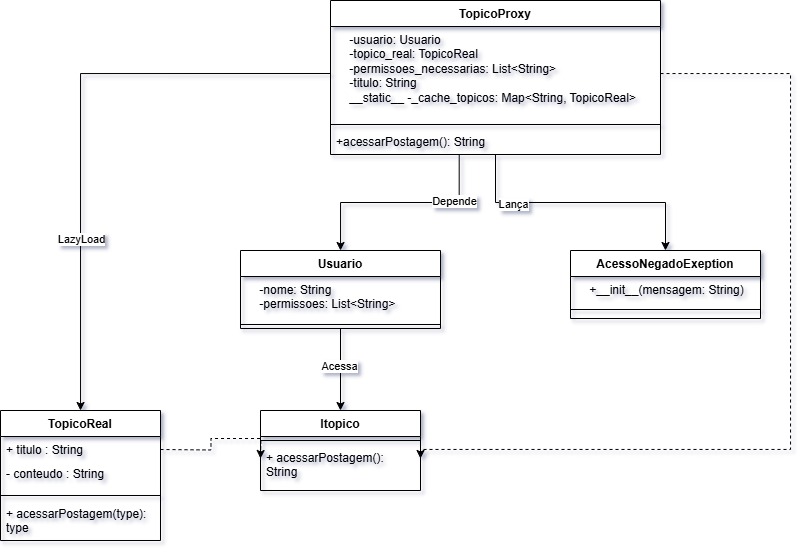 TopicoProxy
-usuario: Usuario
-topico_real: TopicoReal
-permissoes_necessarias: List<String>
-titulo: String
__static__ -_cache_topicos: Map<String, TopicoReal>
+acessarPostagem(): String
Depende
Lança
LazyLoad
Usuario
-nome: String
-permissoes: List<String>
AcessoNegadoExeption
+__init__(mensagem: String)
Acessa
TopicoReal
+ titulo : String
- conteudo : String
+ acessarPostagem(type):
type
Itopico
+ acessarPostagem():
String